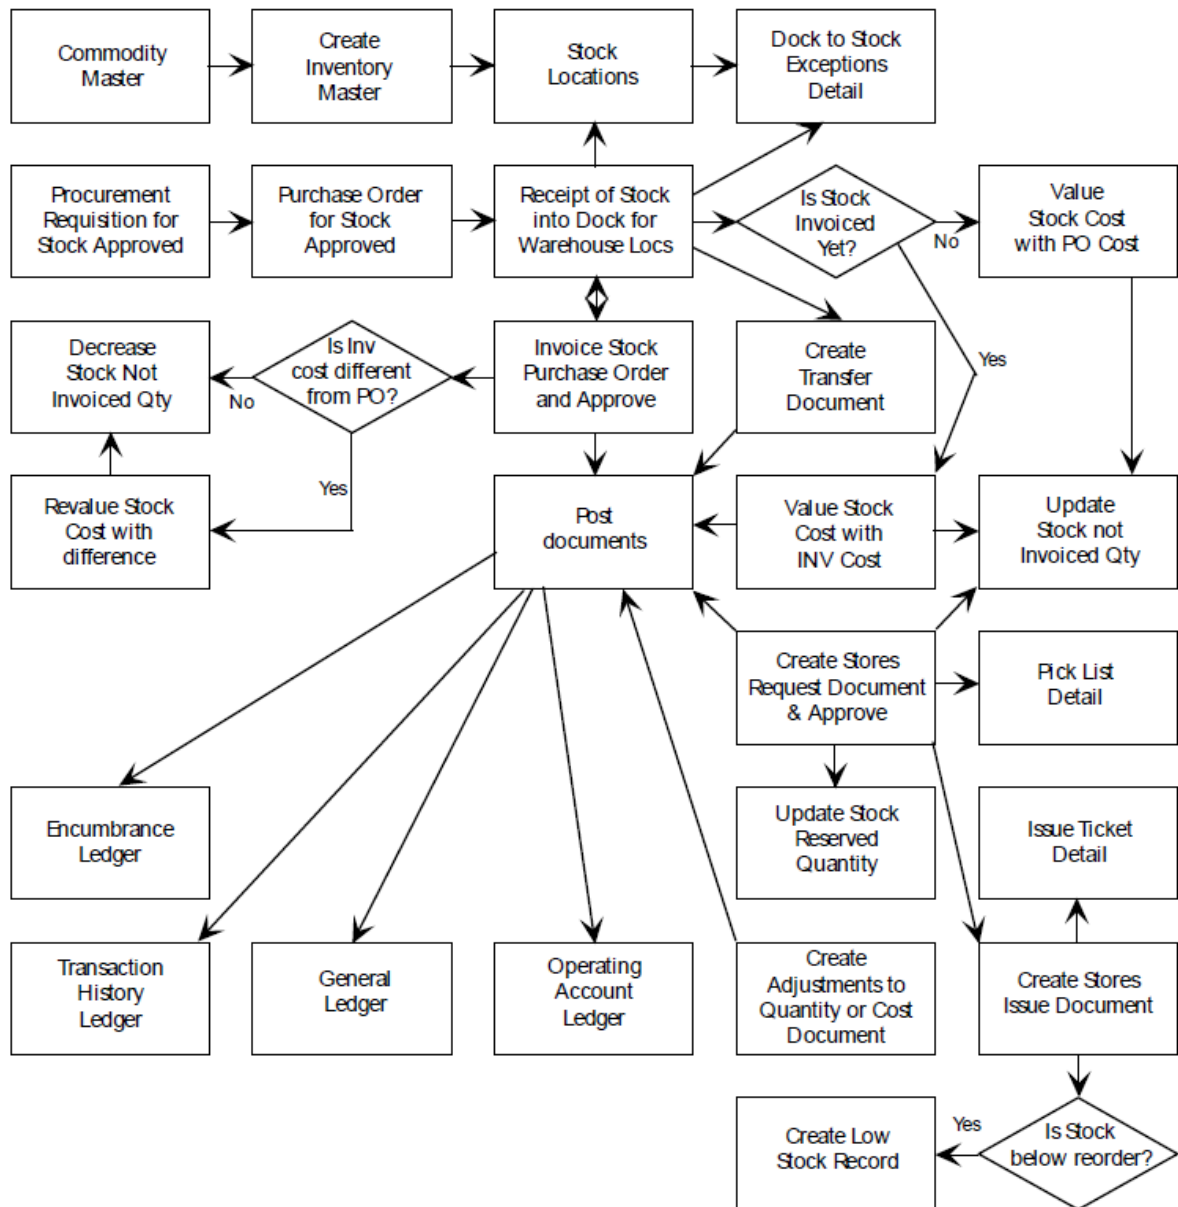 Commodity
Master
Create
Inventory
Master
Stock
Locations
Dock to Stock
Exceptions
Detail
Procurement
Requisition for
Stock Approved
Purchase Order
for Stock
Approved
Receipt of Stock
into Dock for
Warehouse Locs
Is Stock
Invoiced
Yet?
No
Value
Stock Cost
with PO Cost
Decrease
Stock Not
Invoiced Qty
No
Is Inv
cost different
from PO?
Yes
Invoice Stock
Purchase Order
and Approve
Create
Transfer
Document
Yes
Revalue Stock
Cost with
difference
Post
documents
Value Stock
Cost with
INV Cost
Update
Stock not
Invoiced Qty
Create Stores
Request Document
& Approve
Pick List
Detail
Encumbrance
Ledger
Update Stock
Reserved
Quantity
Issue Ticket
Detail
Transaction
History
Ledger
General
Ledger
Operating
Account
Ledger
Create
Adjustments to
Quantity or Cost
Document
Create Stores
Issue Document
Create Low
Stock Record
Yes
Is Stock
below reorder?